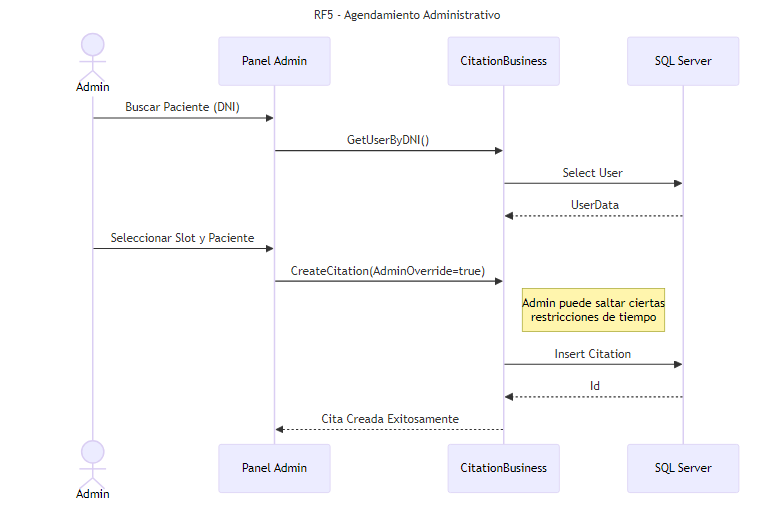 RF5 - Agendamiento Administrativo
Admin
Panel Admin
CitationBusiness
SQL Server
Buscar Paciente (DNI)
GetUserByDNI()
Select User
UserData
Seleccionar Slot y Paciente
CreateCitation(AdminOverride=true)
Admin puede saltar ciertas
restricciones de tiempo
Insert Citation
Id
Cita Creada Exitosamente
Admin
Panel Admin
CitationBusiness
SQL Server